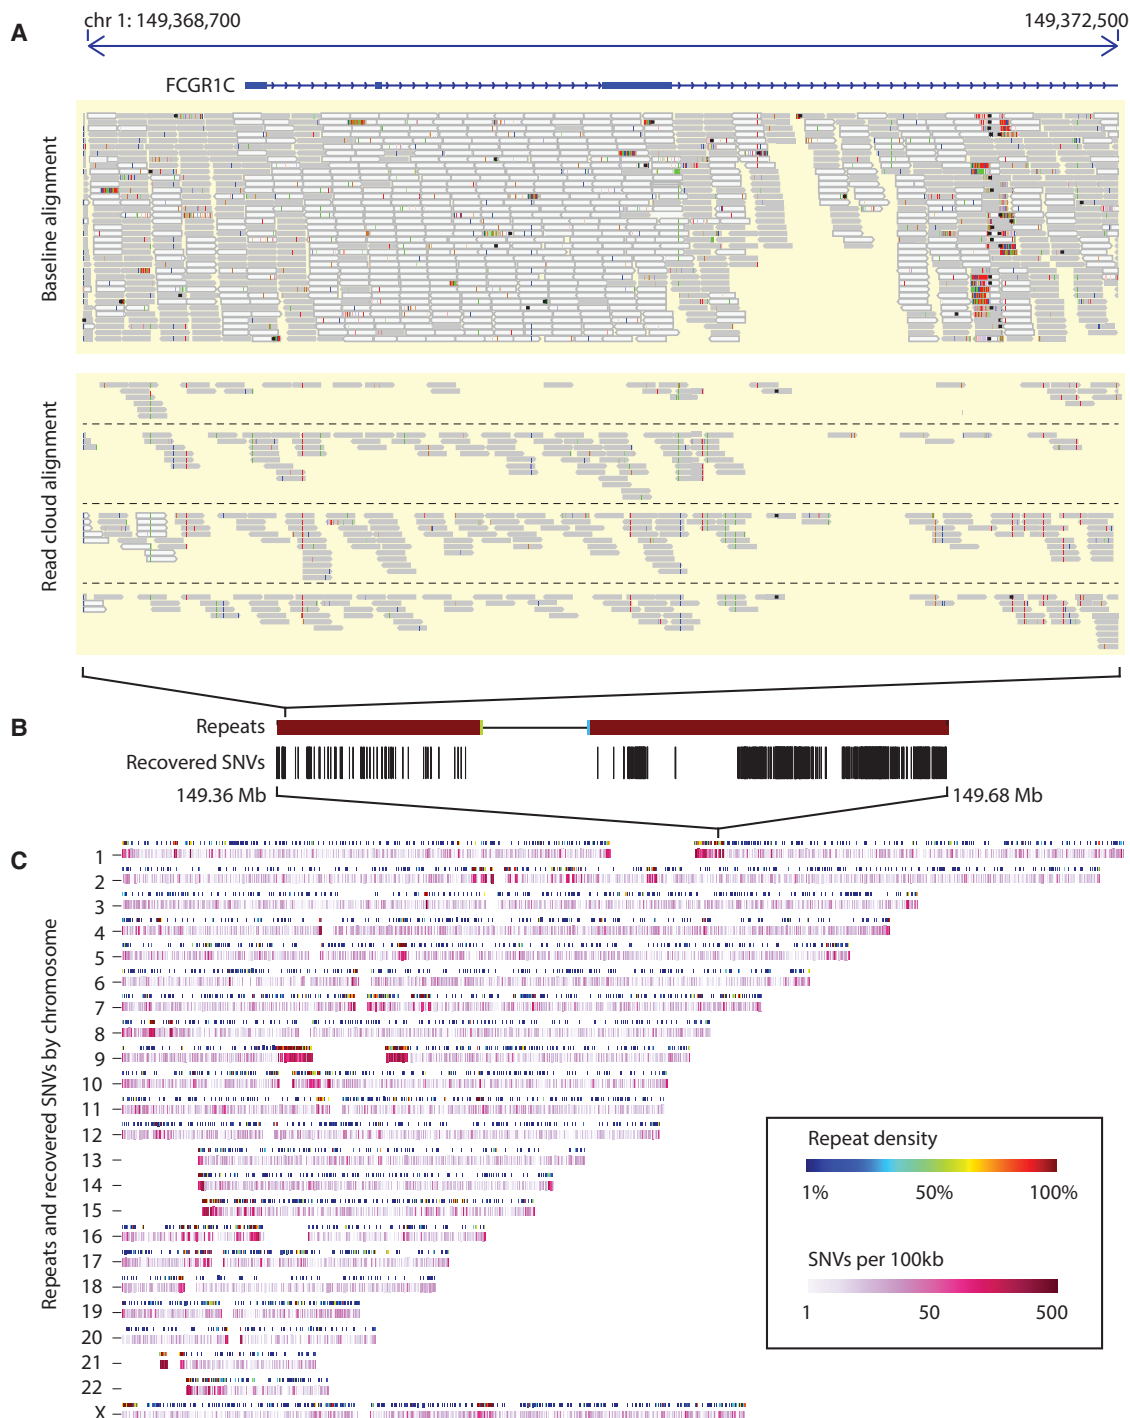 A
chr 1: 149,368,700
149,372,500
FCGR1C
Baseline alignment
Read cloud alignment
B
Repeats
Recovered SNVs
149.36 Mb
149.68 Mb
C
Repeats and recovered SNVs by chromosome
1
2
3
4
5
6
7
8
9
10
11
12
13
14
15
16
17
18
19
20
21
22
X
Repeat density
1% 50% 100%
SNVs per 100kb
1 50 500